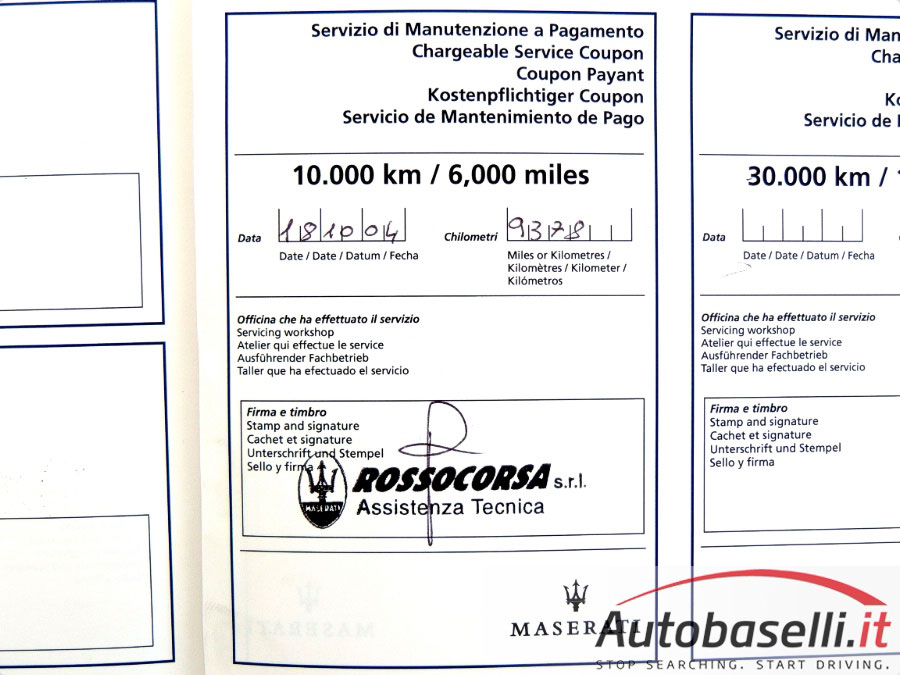 Servizio di Manutenzione a Pagamento
Chargeable Service Coupon
Coupon Payant
Kostenpflichtiger Coupon
Servicio de Mantenimiento de Pago
10.000 km / 6,000 miles
Data 18 10 04 Chilometri 9378
Date / Date / Datum / Fecha
Miles or Kilometres /
Kilomètres / Kilometer /
Kilómetros
Officina che ha effettuato il servizio
Servicing workshop
Atelier qui effectue le service
Ausführender Fachbetrieb
Taller que ha efectuado el servicio
Firma e timbro
Stamp and signature
Cachet et signature
Unterschrift und Stempel
Sello y firma
MASERATI
ROSSOCORSA s.r.l.
Assistenza Tecnica
MASERATI
Servizio di Man
Cha
Ko
Servicio de
30.000 km /
Data
Date / Date / Datum / Fecha
Officina che ha effettuato il servizio
Servicing workshop
Atelier qui effectue le service
Ausführender Fachbetrieb
Taller que ha efectuado el servicio
Firma e timbro
Stamp and signature
Cachet et signature
Unterschrift und Stempel
Sello y firma
Autobaselli.it
STOP SEARCHING. START DRIVING.